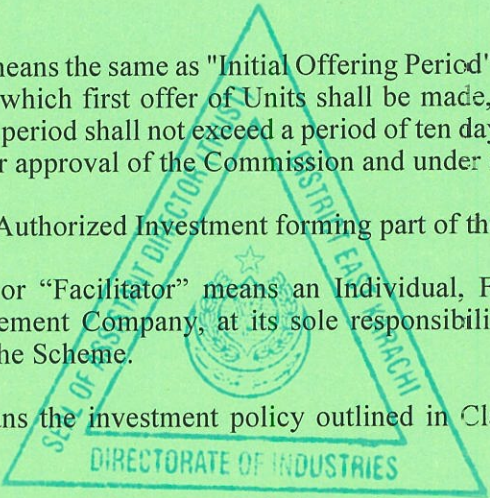 means the same as "Initial Offering Period"
which first offer of Units shall be made,
period shall not exceed a period of ten day
r approval of the Commission and under
Authorized Investment forming part of th
or “Facilitator” means an Individual, F
ement Company, at its sole responsibili
he Scheme.
ns the investment policy outlined in Cl
SEAL OF ASSISTANT DIRECTOR TRUST
DISTRICT EAST KARACHI
DIRECTORATE OF INDUSTRIES